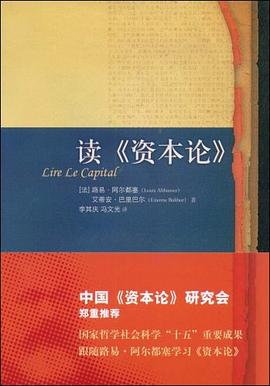 读《资本论》
Lire Le Capital
[法] 路易·阿尔都塞 (Louis Althusser)
艾蒂安·巴里巴尔 (Etienne Balibar) 著
李其庆 冯文光 译
中国《资本论》研究会
郑重推荐
国家哲学社会科学“十五”重要成果
跟随路易·阿尔都塞学习《资本论》